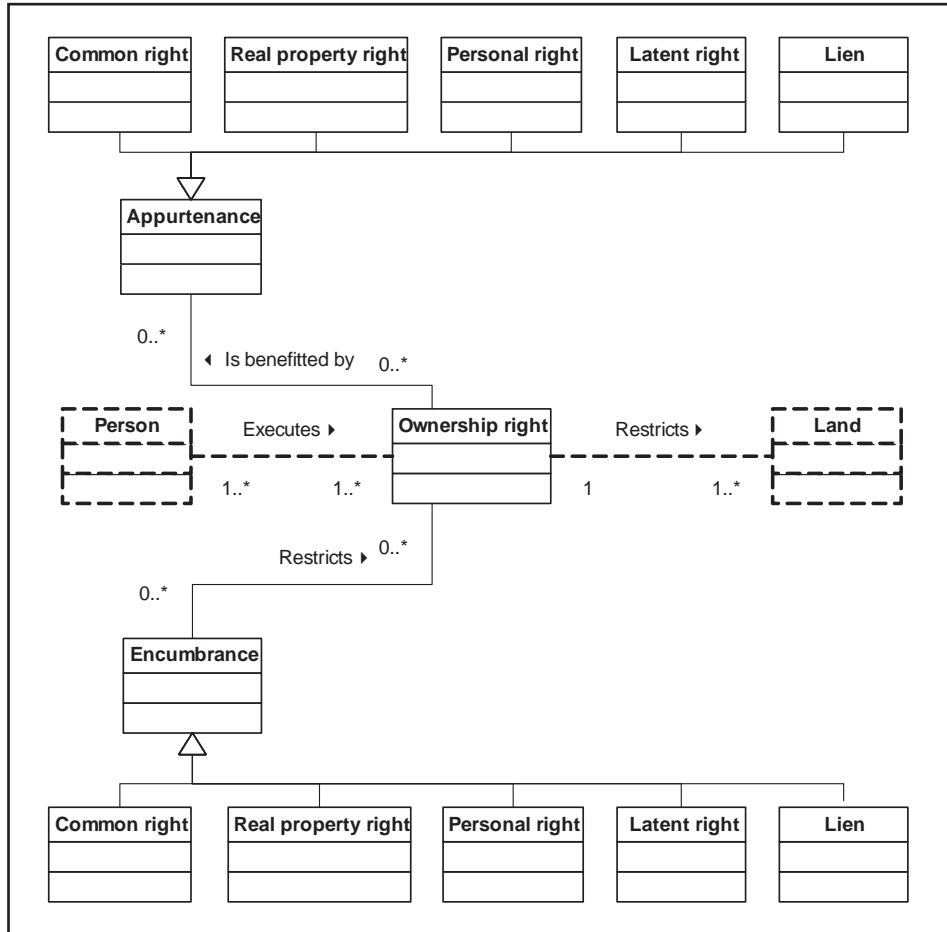 Common right
Real property right
Personal right
Latent right
Lien
Appurtenance
0..*
◂ Is benefitted by
0..*
Person
Executes ▸
Ownership right
Restricts ▸
Land
1..*
1..*
1
1..*
Restricts ▸
0..*
0..*
Encumbrance
Common right
Real property right
Personal right
Latent right
Lien